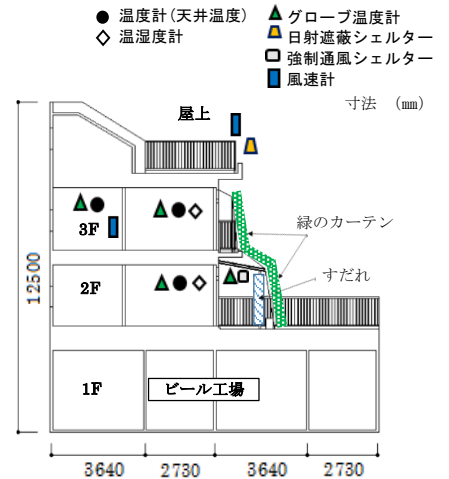 ● 温度計(天井温度)
◇ 温湿度計
グローブ温度計
日射遮蔽シェルター
強制通風シェルター
風速計
寸法 (mm)
屋上
3F
緑のカーテン
すだれ
2F
12500
1F
ビール工場
3640 2730 3640 2730